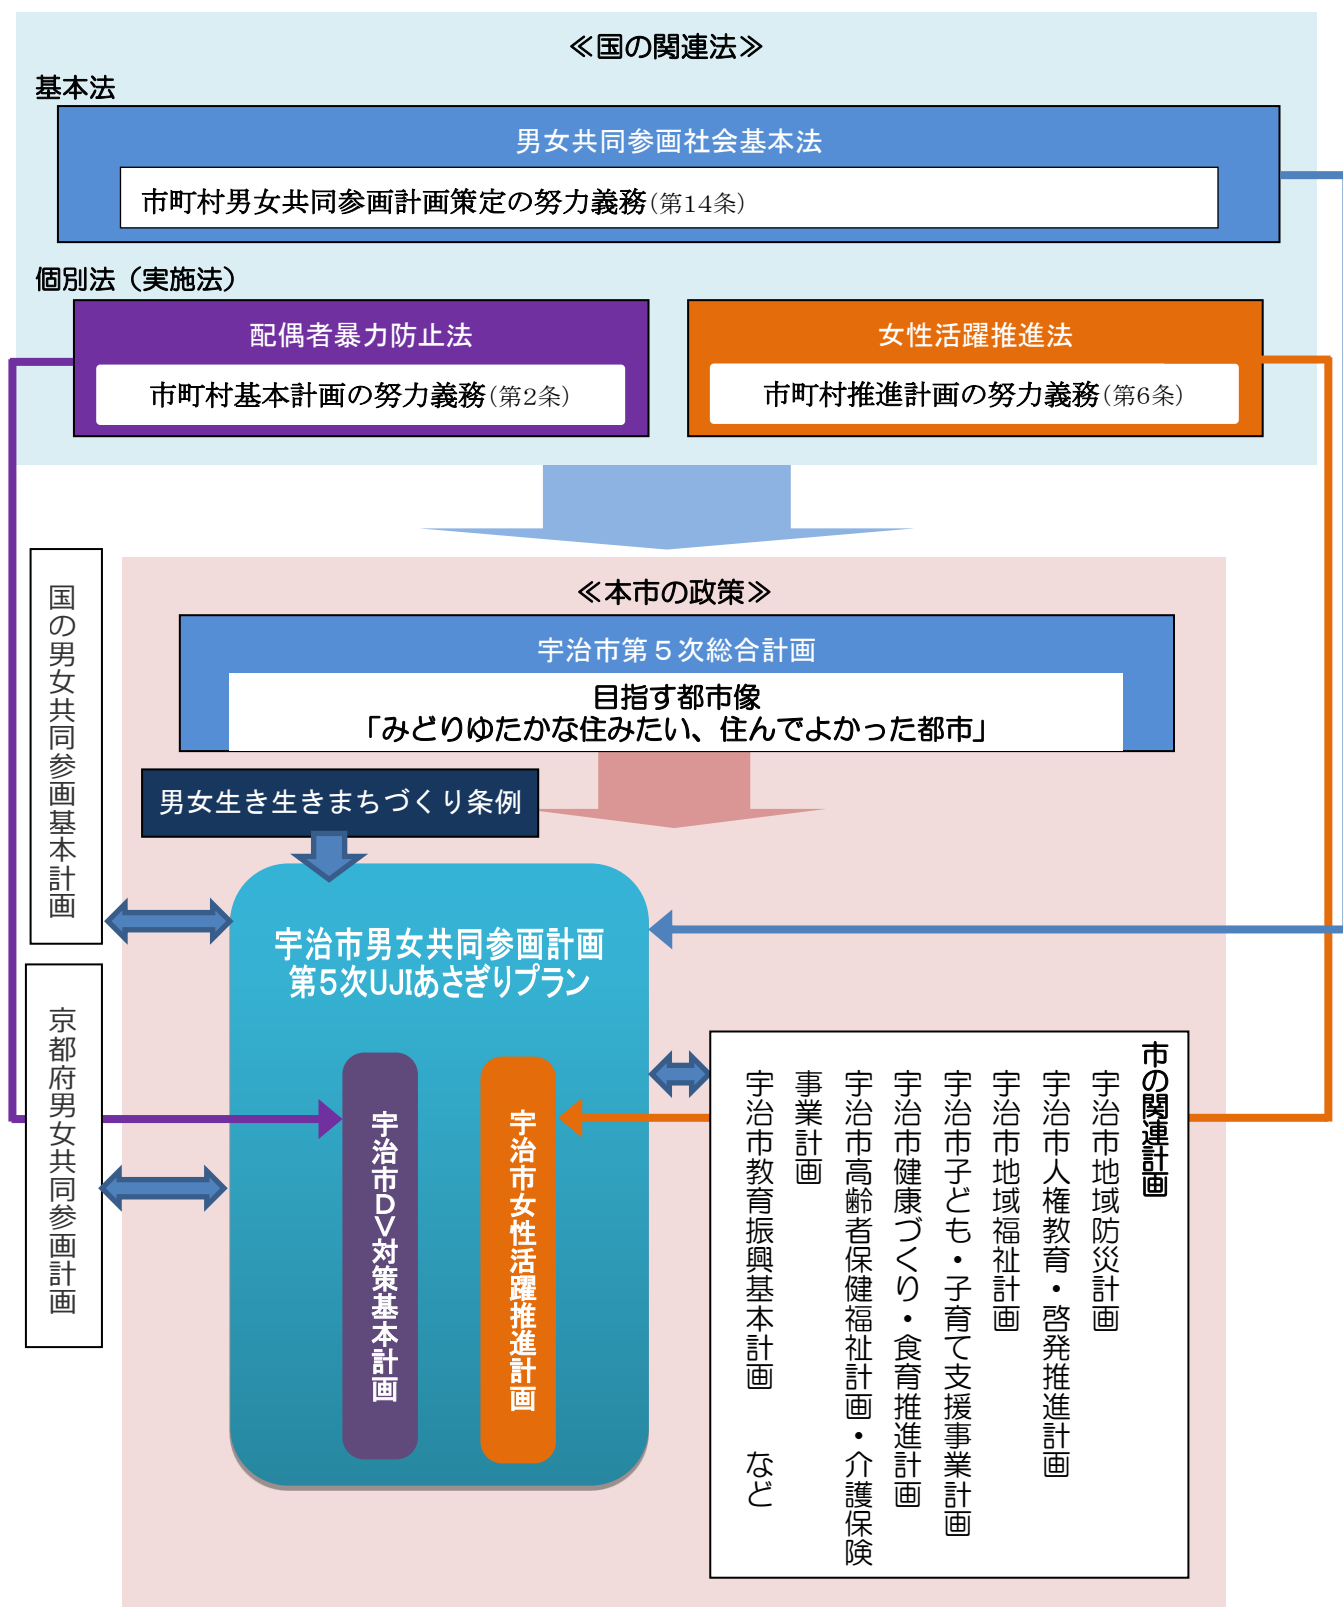 ≪国の関連法≫
基本法
男女共同参画社会基本法
市町村男女共同参画計画策定の努力義務(第14条)
個別法（実施法）
配偶者暴力防止法
市町村基本計画の努力義務(第2条)
女性活躍推進法
市町村推進計画の努力義務(第6条)
≪本市の政策≫
宇治市第５次総合計画
目指す都市像
「みどりゆたかな住みたい、住んでよかった都市」
男女生き生きまちづくり条例
国の男女共同参画基本計画
京都府男女共同参画計画
宇治市男女共同参画計画
第5次UJIあさぎりプラン
宇治市ＤＶ対策基本計画
宇治市女性活躍推進計画
市の関連計画
宇治市地域防災計画
宇治市人権教育・啓発推進計画
宇治市地域福祉計画
宇治市子ども・子育て支援事業計画
宇治市健康づくり・食育推進計画
宇治市高齢者保健福祉計画・介護保険
事業計画
宇治市教育振興基本計画　など